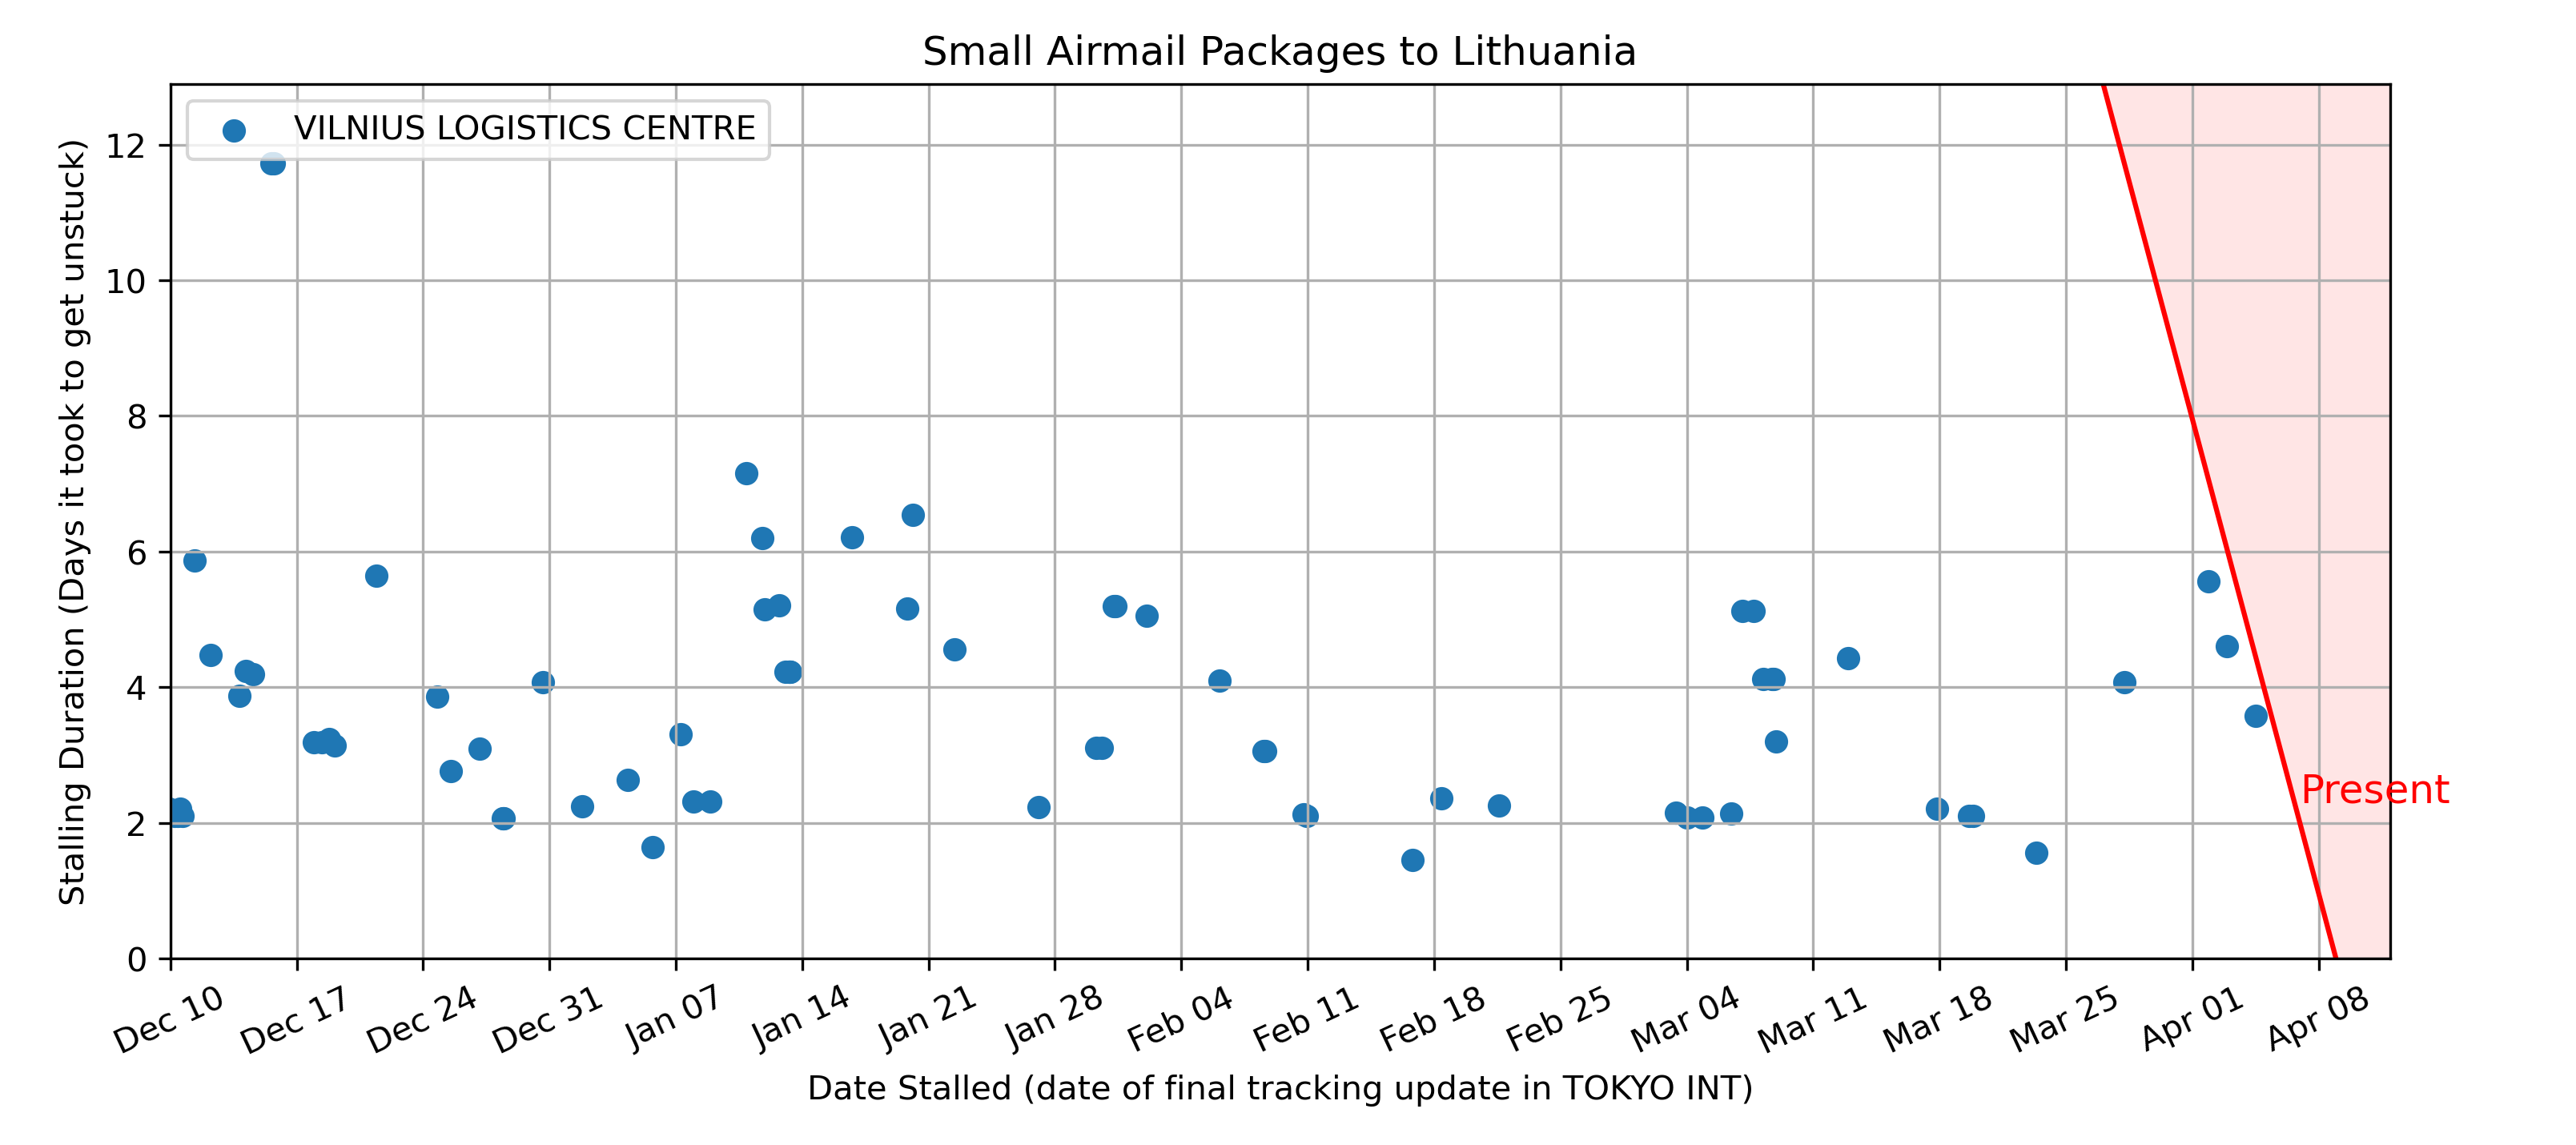 Small Airmail Packages to Lithuania
VILNIUS LOGISTICS CENTRE
Stalling Duration (Days it took to get unstuck)
12
10
8
6
4
2
0
Present
Dec 10
Dec 17
Dec 24
Dec 31
Jan 07
Jan 14
Jan 21
Jan 28
Feb 04
Feb 11
Feb 18
Feb 25
Mar 04
Mar 11
Mar 18
Mar 25
Apr 01
Apr 08
Date Stalled (date of final tracking update in TOKYO INT)